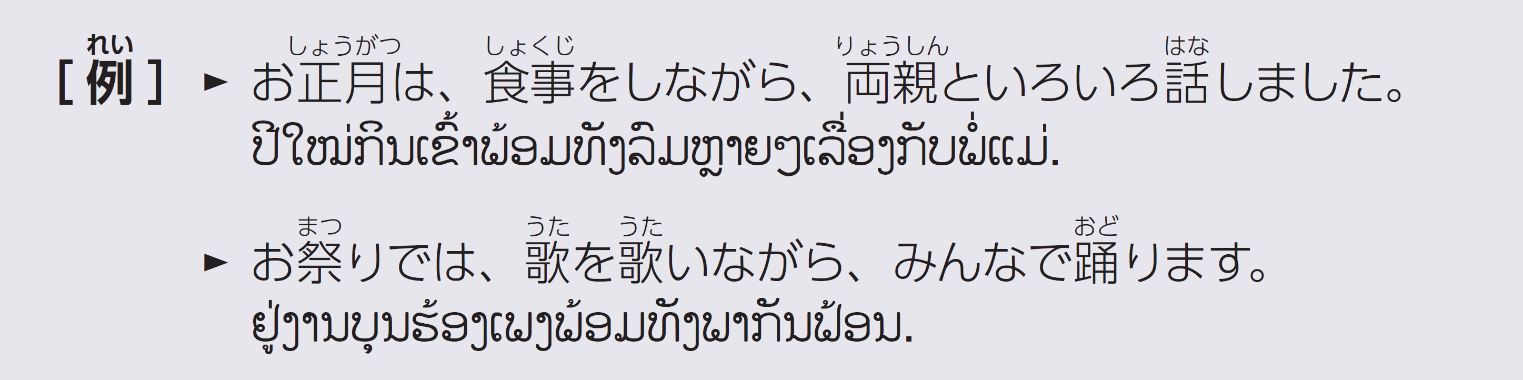 れい しょうがつ しょくじ りょうしん はな
[例] ► お正月は、食事をしながら、両親といろいろ話しました。
ປີໃໝ່ກິນເຂົ້າພ້ອມທັງລົມຫຼາຍໆເລື່ອງກັບພໍ່ແມ່.
まつ うた うた おど
► お祭りでは、歌を歌いながら、みんなで踊ります。
ຢູ່ງານບຸນຮ້ອງເພງພ້ອມທັງພາກັນຟ້ອນ.